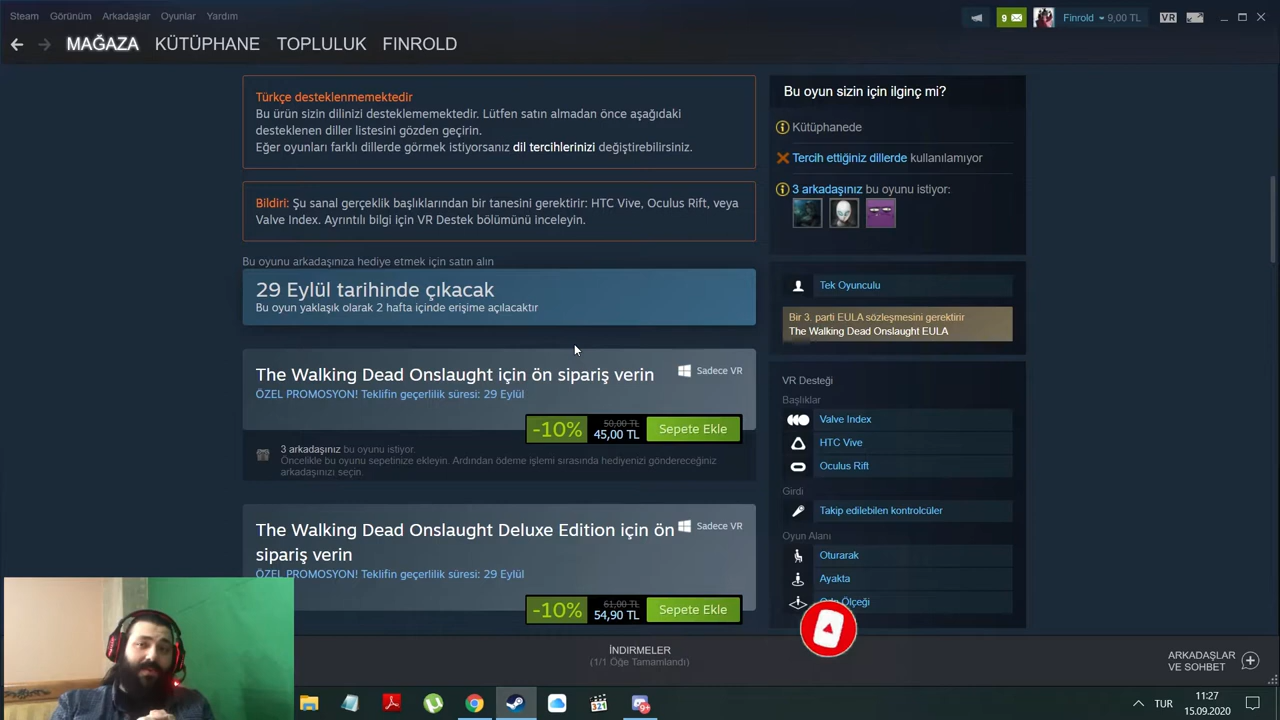 Steam Görünüm Arkadaşlar Oyunlar Yardım
9 Finrold 9,00 TL VR
MAĞAZA KÜTÜPHANE TOPLULUK FINROLD
Türkçe desteklenmemektedir
Bu ürün sizin dilinizi desteklememektedir. Lütfen satın almadan önce aşağıdaki
desteklenen diller listesini gözden geçirin.
Eğer oyunları farklı dillerde görmek istiyorsanız dil tercihlerinizi değiştirebilirsiniz.
Bildiri: Şu sanal gerçeklik başlıklarından bir tanesini gerektirir: HTC Vive, Oculus Rift, veya
Valve Index. Ayrıntılı bilgi için VR Destek bölümünü inceleyin.
Bu oyunu arkadaşınıza hediye etmek için satın alın
29 Eylül tarihinde çıkacak
Bu oyun yaklaşık olarak 2 hafta içinde erişime açılacaktır
The Walking Dead Onslaught için ön sipariş verin
Sadece VR
ÖZEL PROMOSYON! Teklifin geçerlilik süresi: 29 Eylül
-10% 50,00 TL 45,00 TL Sepete Ekle
3 arkadaşınız bu oyunu istiyor.
Öncelikle bu oyunu sepetinize ekleyin. Ardından ödeme işlemi sırasında hediyenizi göndereceğiniz
arkadaşınızı seçin.
The Walking Dead Onslaught Deluxe Edition için ön
sipariş verin
Sadece VR
ÖZEL PROMOSYON! Teklifin geçerlilik süresi: 29 Eylül
-10% 61,00 TL 54,90 TL Sepete Ekle
Bu oyun sizin için ilginç mi?
Kütüphanede
Tercih ettiğiniz dillerde kullanılamıyor
3 arkadaşınız bu oyunu istiyor:
Tek Oyunculu
Bir 3. parti EULA sözleşmesini gerektirir
The Walking Dead Onslaught EULA
VR Desteği
Başlıklar
Valve Index
HTC Vive
Oculus Rift
Girdi
Takip edilebilen kontrolcüler
Oyun Alanı
Oturarak
Ayakta
Ölçeği
İNDİRMELER
(1/1 Öğe Tamamlandı)
ARKADAŞLAR
VE SOHBET
TUR
11:27
15.09.2020